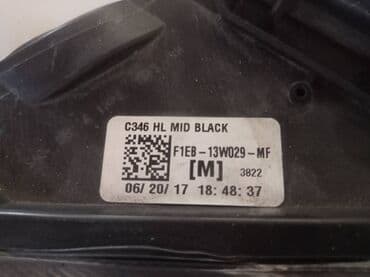 C346 HL MID BLACK
F1EB-13W029-MF
[M] 3822
06/20/17 18:48:37